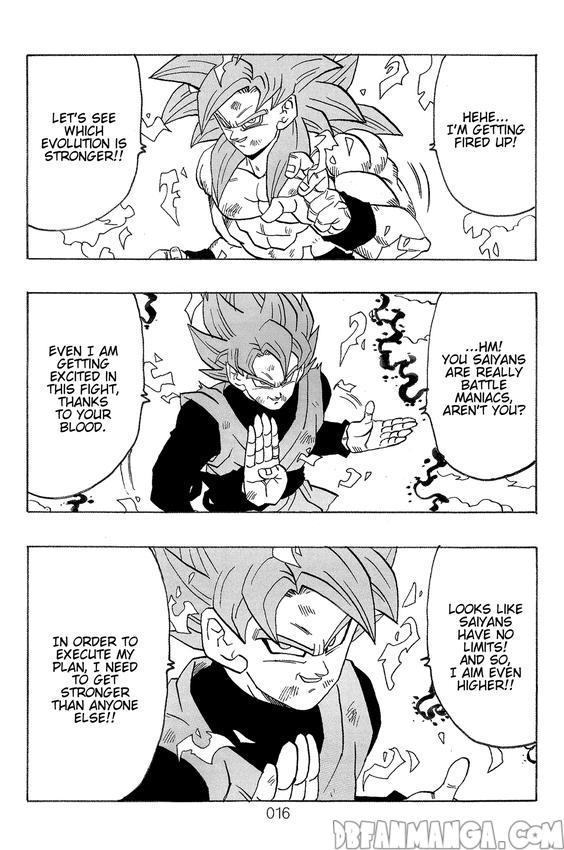 HEHE...
I'M GETTING
FIRED UP!
LET'S SEE
WHICH
EVOLUTION IS
STRONGER!!
...HM!
YOU SAIYANS
ARE REALLY
BATTLE
MANIACS,
AREN'T YOU?
EVEN I AM
GETTING
EXCITED IN
THIS FIGHT,
THANKS
TO YOUR
BLOOD.
LOOKS LIKE
SAIYANS
HAVE NO
LIMITS!
AND SO,
I AIM EVEN
HIGHER!!
IN ORDER TO
EXECUTE MY
PLAN, I NEED
TO GET
STRONGER
THAN ANYONE
ELSE!!
016
DBFANMANGA.COM